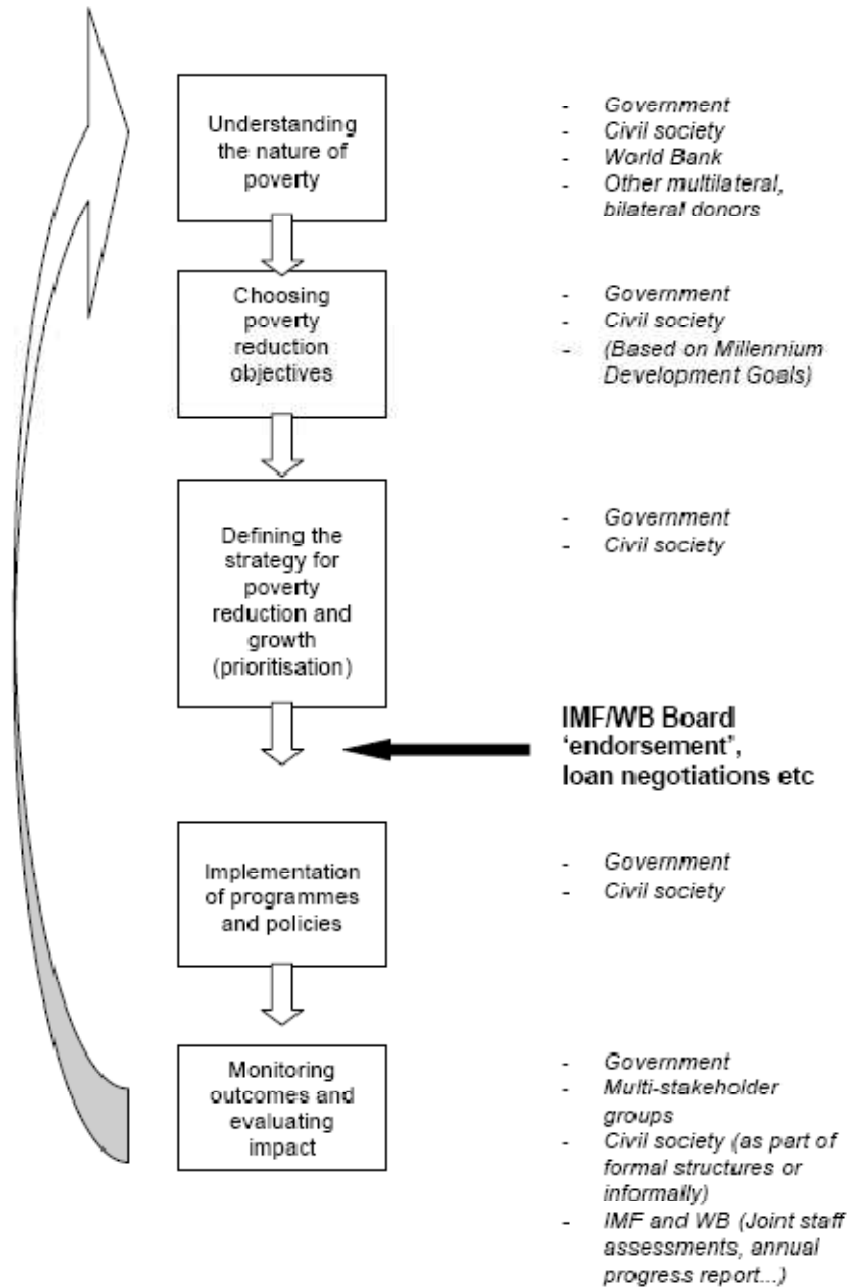 Understanding
the nature of
poverty
- Government
- Civil society
- World Bank
- Other multilateral,
bilateral donors
Choosing
poverty
reduction
objectives
- Government
- Civil society
- (Based on Millennium
Development Goals)
Defining the
strategy for
poverty
reduction and
growth
(prioritisation)
- Government
- Civil society
IMF/WB Board
‘endorsement’,
loan negotiations etc
Implementation
of programmes
and policies
- Government
- Civil society
Monitoring
outcomes and
evaluating
impact
- Government
- Multi-stakeholder
groups
- Civil society (as part of
formal structures or
informally)
- IMF and WB (Joint staff
assessments, annual
progress report...)